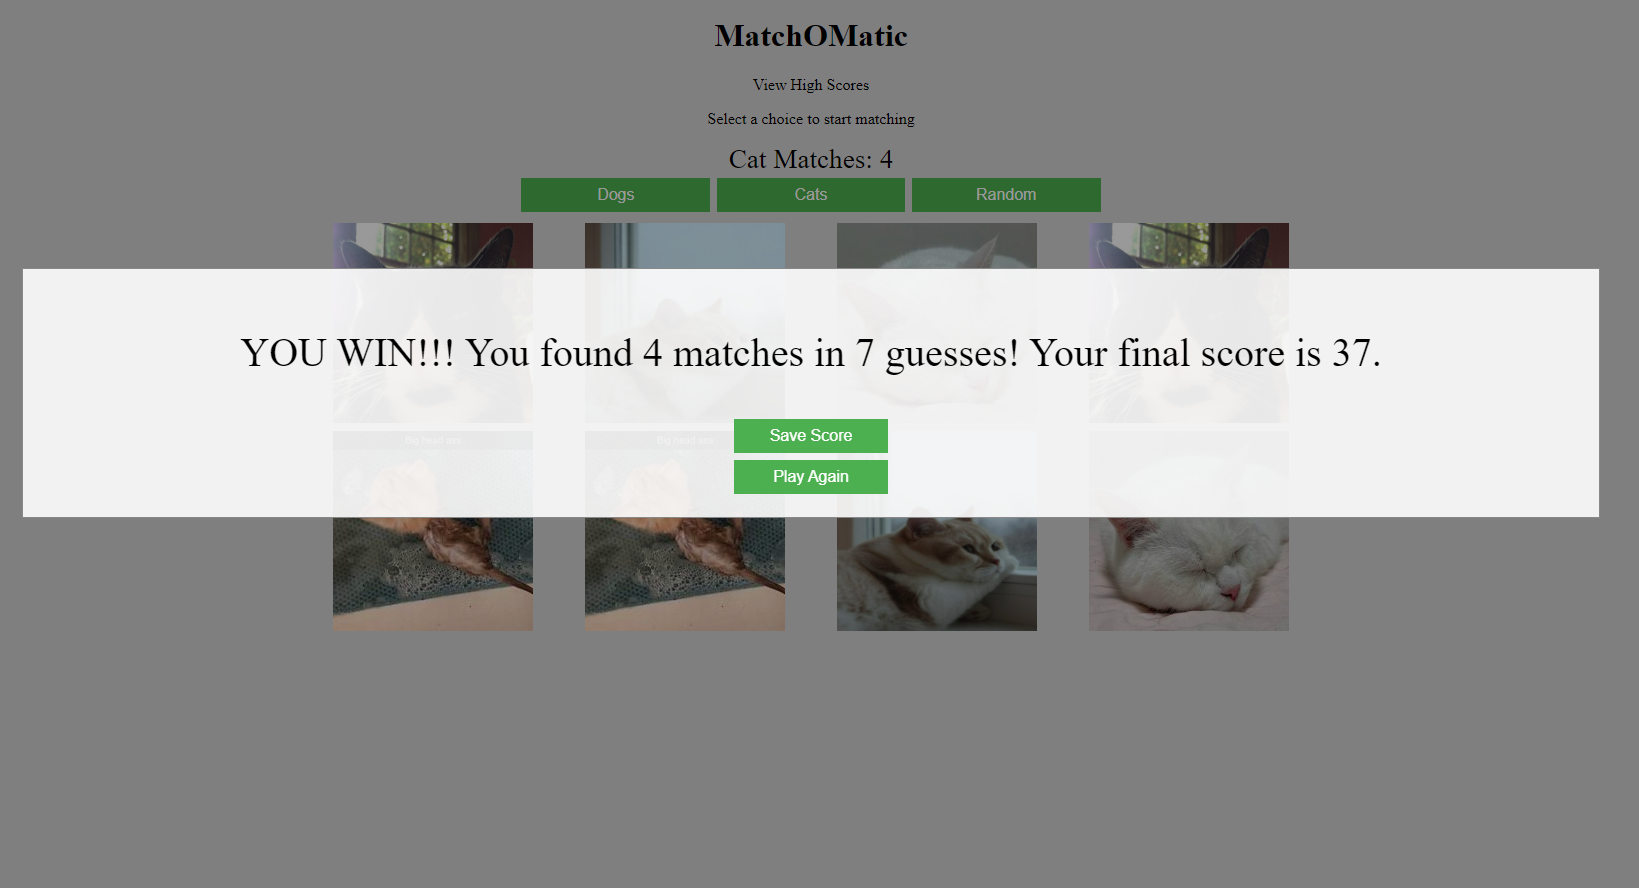 MatchOMatic
View High Scores
Select a choice to start matching
Cat Matches: 4
Dogs Cats Random
YOU WIN!!! You found 4 matches in 7 guesses! Your final score is 37.
Save Score
Play Again